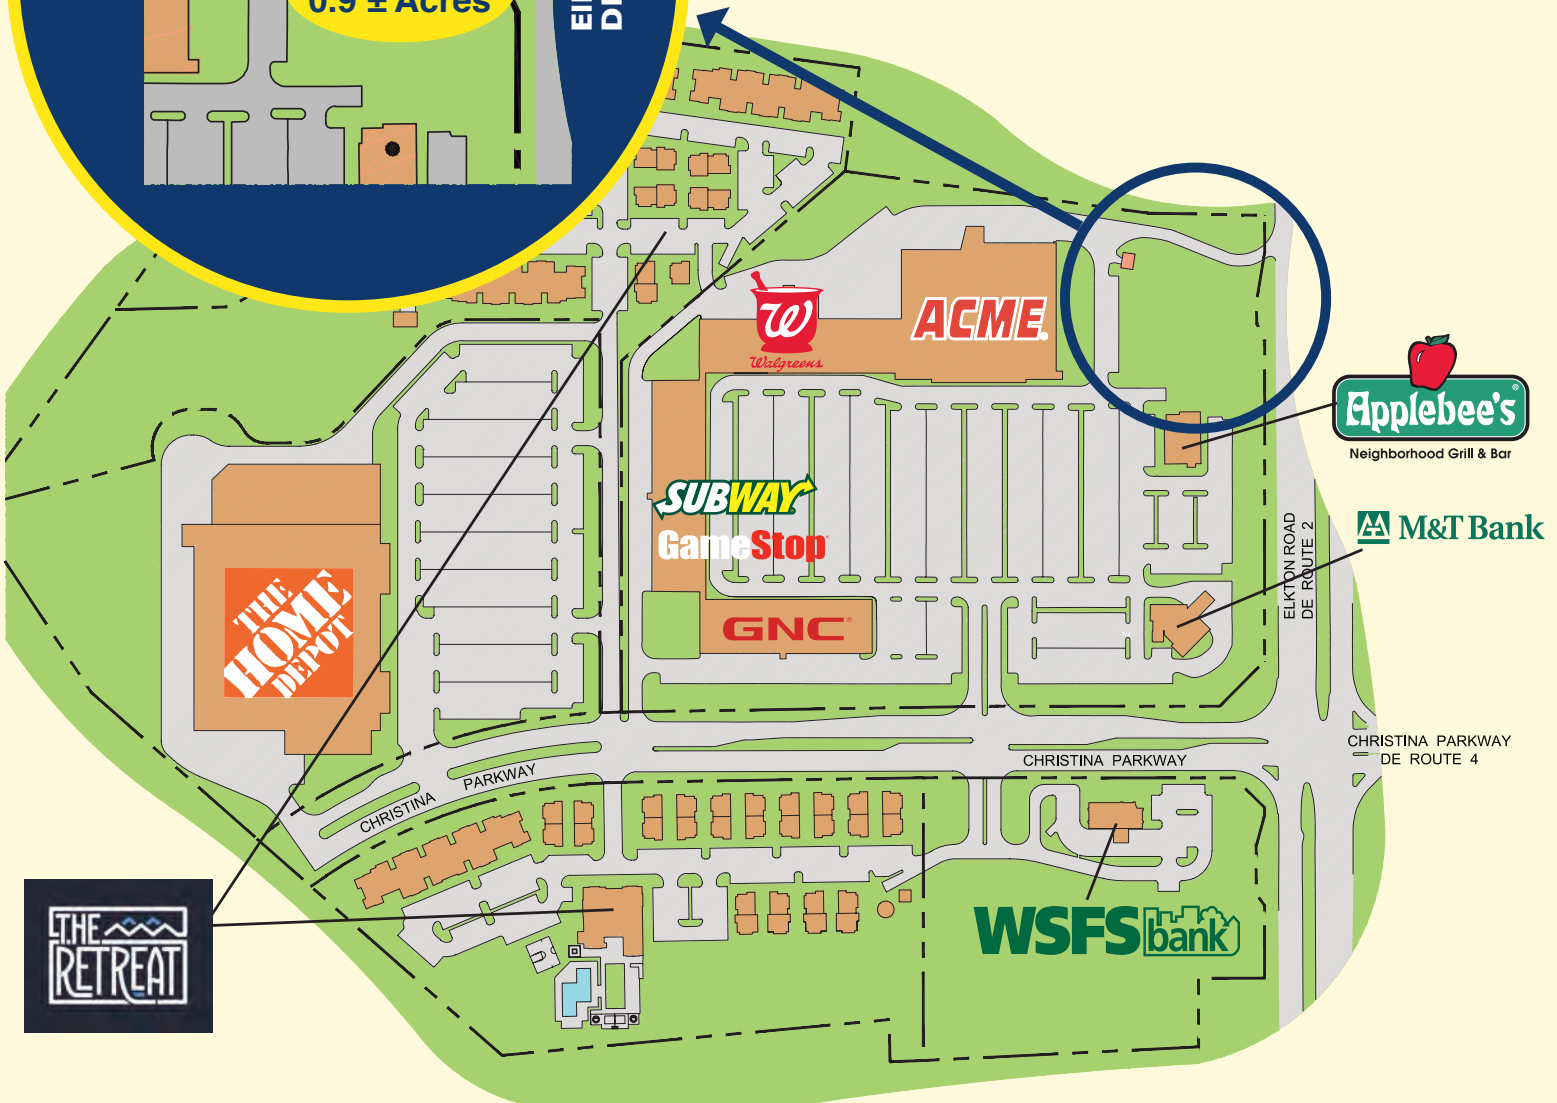 0.9 ± Acres
W
Walgreens
ACME®
Applebee's®
Neighborhood Grill & Bar
SUBWAY
GameStop
M&T Bank
ELKTON ROAD
DE ROUTE 2
THE
HOME
DEPOT
GNC®
CHRISTINA PARKWAY
DE ROUTE 4
CHRISTINA PARKWAY
CHRISTINA PARKWAY
THE
RETREAT
WSFS
bank